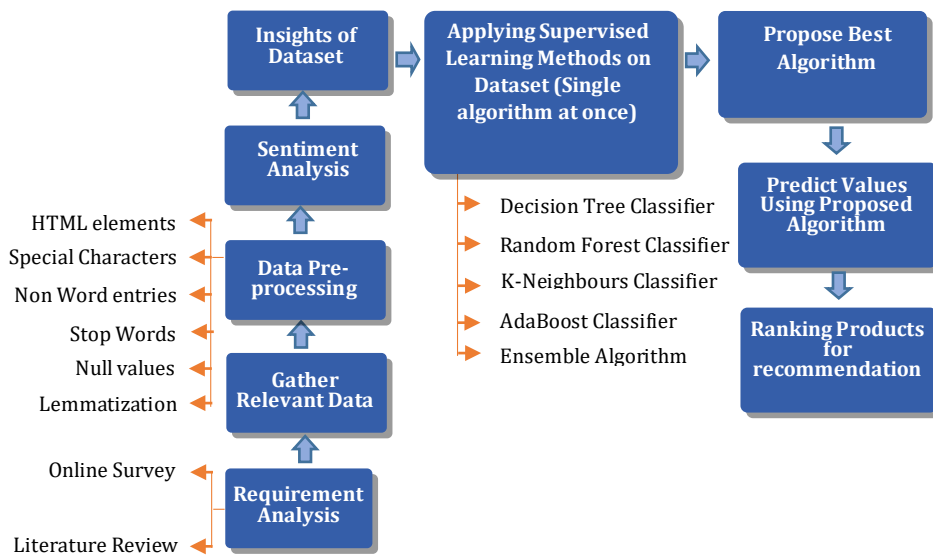 Insights of
Dataset
Applying Supervised
Learning Methods on
Dataset (Single
algorithm at once)
Propose Best
Algorithm
Sentiment
Analysis
Predict Values
Using Proposed
Algorithm
Decision Tree Classifier
Random Forest Classifier
K-Neighbours Classifier
AdaBoost Classifier
Ensemble Algorithm
HTML elements
Special Characters
Non Word entries
Stop Words
Null values
Lemmatization
Data Pre-
processing
Ranking Products
for
recommendation
Gather
Relevant Data
Online Survey
Literature Review
Requirement
Analysis